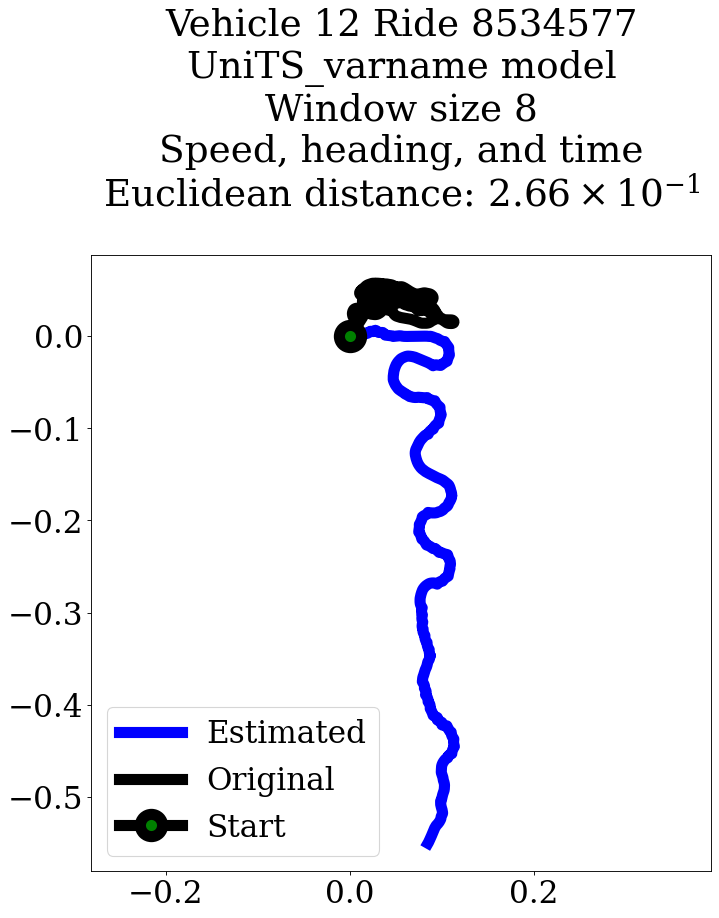 Vehicle 12 Ride 8534577
UniTS_varname model
Window size 8
Speed, heading, and time
Euclidean distance: $2.66 \times 10^{-1}$
0.0
−0.1
−0.2
−0.3
−0.4
−0.5
Estimated
Original
Start
−0.2 0.0 0.2